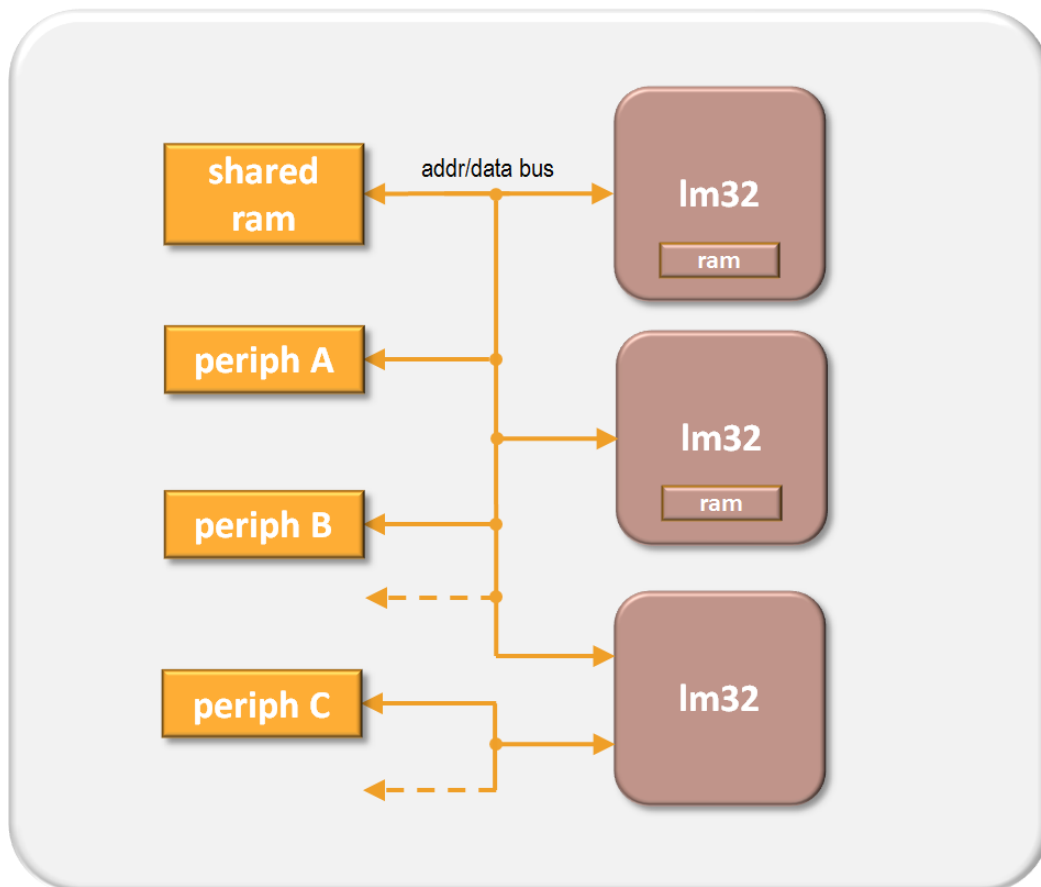 shared
ram
addr/data bus
lm32
ram
periph A
lm32
ram
periph B
periph C
lm32